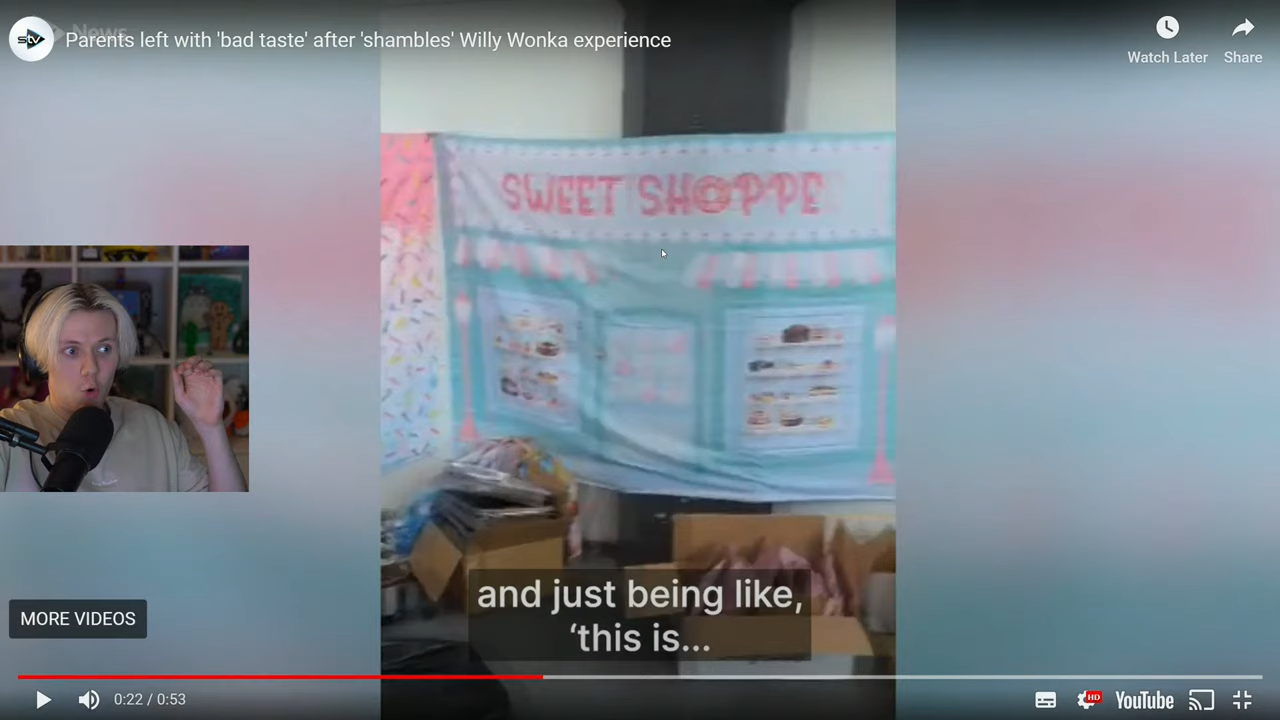 stv
News
Parents left with 'bad taste' after 'shambles' Willy Wonka experience
Watch Later
Share
SWEET SHOPPE
and just being like,
‘this is...
MORE VIDEOS
0:22 / 0:53
HD
YouTube